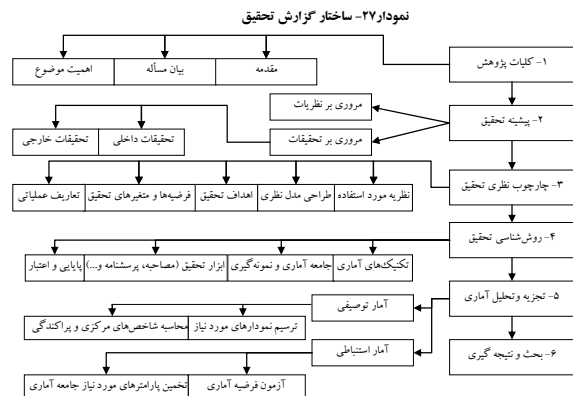 نمودار۲۷- ساختار گزارش تحقیق
۱- کلیات پژوهش
مقدمه
بیان مسأله
اهمیت موضوع
۲- پیشینه تحقیق
مروری بر نظریات
مروری بر تحقیقات
تحقیقات داخلی
تحقیقات خارجی
۳- چارچوب نظری تحقیق
نظریه مورد استفاده
طراحی مدل نظری
اهداف تحقیق
فرضیه‌ها و متغیرهای تحقیق
تعاریف عملیاتی
۴- روش‌شناسی تحقیق
تکنیک‌های آماری
جامعه آماری و نمونه‌گیری
ابزار تحقیق (مصاحبه، پرسشنامه و...)
پایایی و اعتبار
۵- تجزیه وتحلیل آماری
آمار توصیفی
ترسیم نمودارهای مورد نیاز
محاسبه شاخص‌های مرکزی و پراکندگی
آمار استنباطی
آزمون فرضیه آماری
تخمین پارامترهای مورد نیاز جامعه آماری
۶- بحث و نتیجه گیری